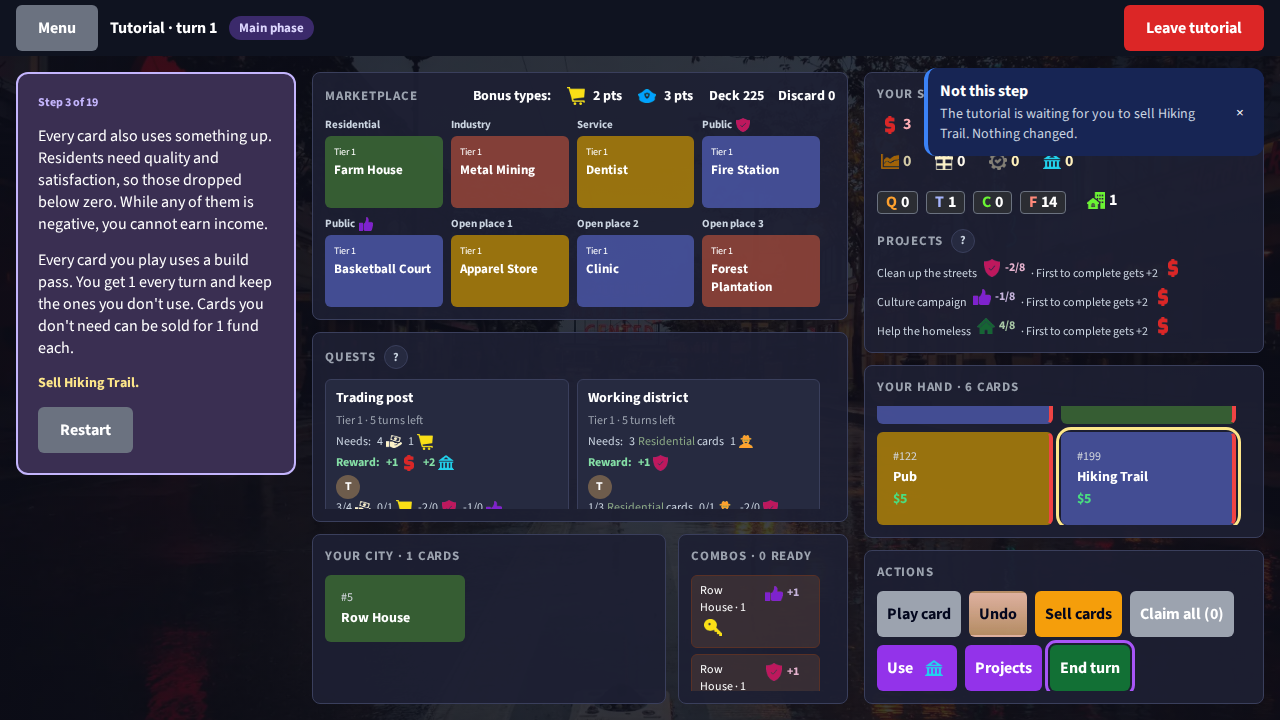 Menu
Tutorial · turn 1
Main phase
Leave tutorial
Step 3 of 19
Every card also uses something up.
Residents need quality and
satisfaction, so those dropped
below zero. While any of them is
negative, you cannot earn income.
Every card you play uses a build
pass. You get 1 every turn and keep
the ones you don't use. Cards you
don't need can be sold for 1 fund
each.
Sell Hiking Trail.
Restart
MARKETPLACE
Bonus types: 2 pts 3 pts Deck 225 Discard 0
Residential Industry Service Public
Tier 1 Tier 1 Tier 1 Tier 1
Farm House Metal Mining Dentist Fire Station
Public Open place 1 Open place 2 Open place 3
Tier 1 Tier 1 Tier 1 Tier 1
Basketball Court Apparel Store Clinic Forest
Plantation
QUESTS ?
Trading post
Tier 1 · 5 turns left
Needs: 4 1
Reward: +1 +2
T
3/4 0/1 -2/0 -1/0
Working district
Tier 1 · 5 turns left
Needs: 3 Residential cards 1
Reward: +1
T
1/3 Residential cards 0/1 -2/0
YOUR CITY · 1 CARDS
#5
Row House
COMBOS · 0 READY
Row
House · 1
+1
Row
House · 1
+1
YOUR S
$ 3
Not this step
The tutorial is waiting for you to sell Hiking
Trail. Nothing changed.
×
0 0 0 0
Q 0 T 1 C 0 F 14 1
PROJECTS ?
Clean up the streets -2/8 · First to complete gets +2
Culture campaign -1/8 · First to complete gets +2
Help the homeless 4/8 · First to complete gets +2
YOUR HAND · 6 CARDS
#122
Pub
$5
#199
Hiking Trail
$5
ACTIONS
Play card Undo Sell cards Claim all (0)
Use Projects End turn